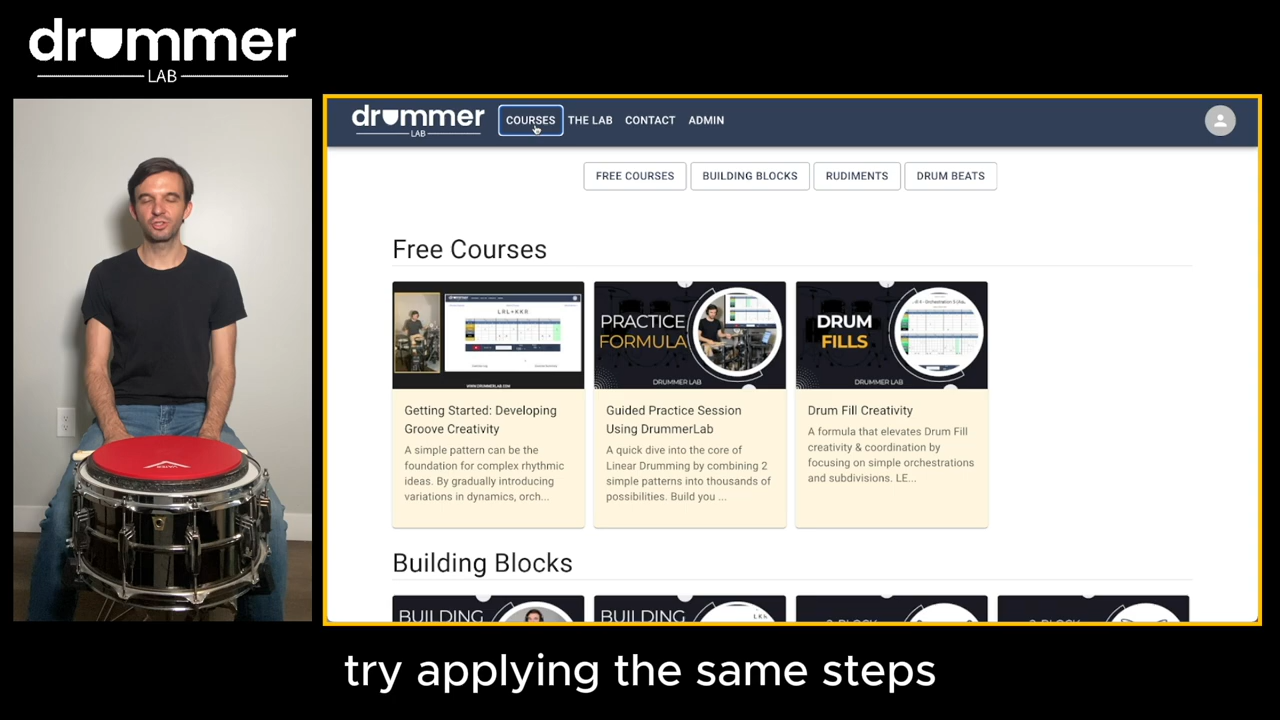 drummer
LAB
drummer
LAB
COURSES
THE LAB
CONTACT
ADMIN
FREE COURSES
BUILDING BLOCKS
RUDIMENTS
DRUM BEATS
Free Courses
LRL+KKR
WWW.DRUMMERLAB.COM
Getting Started: Developing
Groove Creativity
A simple pattern can be the
foundation for complex rhythmic
ideas. By gradually introducing
variations in dynamics, orch...
PRACTICE
FORMULA
DRUMMER LAB
Guided Practice Session
Using DrummerLab
A quick dive into the core of
Linear Drumming by combining 2
simple patterns into thousands of
possibilities. Build you ...
DRUM
FILLS
DRUMMER LAB
Drum Fill Creativity
A formula that elevates Drum Fill
creativity & coordination by
focusing on simple orchestrations
and subdivisions. LE...
Building Blocks
BUILDING
BUILDING
try applying the same steps